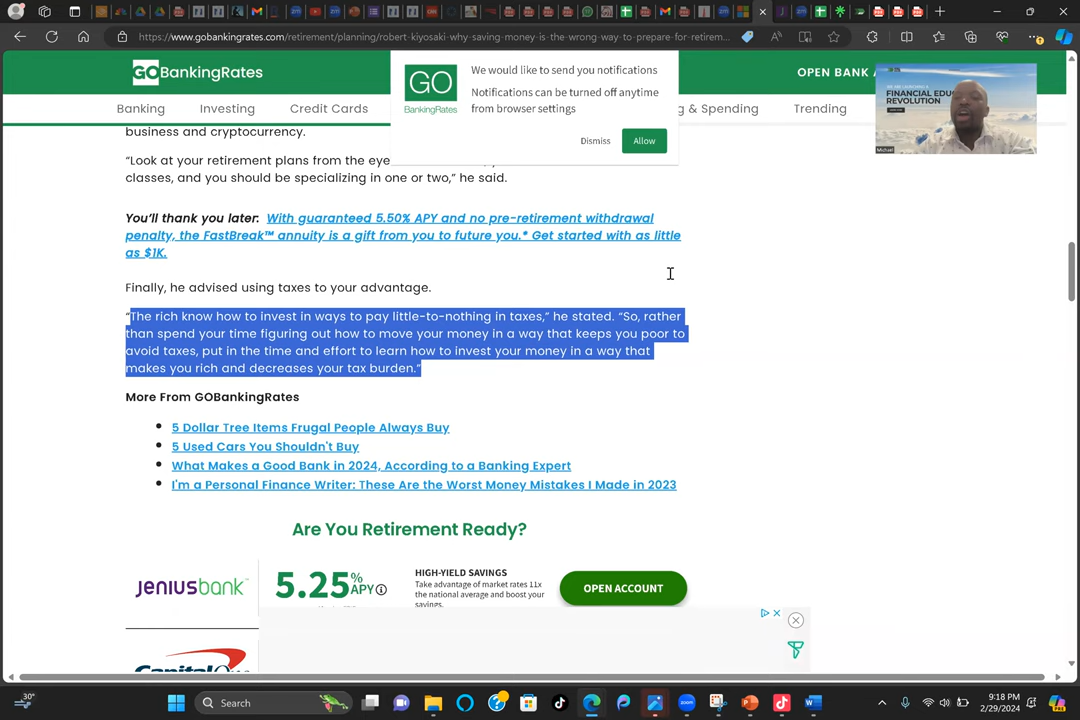 https://www.gobankingrates.com/retirement/planning/robert-kiyosaki-why-saving-money-is-the-wrong-way-to-prepare-for-retirem...
GOBankingRates
OPEN BANK A
Banking
Investing
Credit Cards
g & Spending
Trending
GO
BankingRates
We would like to send you notifications
Notifications can be turned off anytime
from browser settings
Dismiss
Allow
FINANCIAL EDU
REVOLUTION
Michael
business and cryptocurrency.
“Look at your retirement plans from the eye
classes, and you should be specializing in one or two,” he said.
You’ll thank you later: With guaranteed 5.50% APY and no pre-retirement withdrawal
penalty, the FastBreak™ annuity is a gift from you to future you.* Get started with as little
as $1K.
Finally, he advised using taxes to your advantage.
“The rich know how to invest in ways to pay little-to-nothing in taxes,” he stated. “So, rather
than spend your time figuring out how to move your money in a way that keeps you poor to
avoid taxes, put in the time and effort to learn how to invest your money in a way that
makes you rich and decreases your tax burden.”
More From GOBankingRates
5 Dollar Tree Items Frugal People Always Buy
5 Used Cars You Shouldn't Buy
What Makes a Good Bank in 2024, According to a Banking Expert
I'm a Personal Finance Writer: These Are the Worst Money Mistakes I Made in 2023
Are You Retirement Ready?
jeniusbank
5.25% APY
HIGH-YIELD SAVINGS
Take advantage of market rates 11x
the national average and boost your
savings.
OPEN ACCOUNT
Capital
30°
Search
9:18 PM
2/29/2024